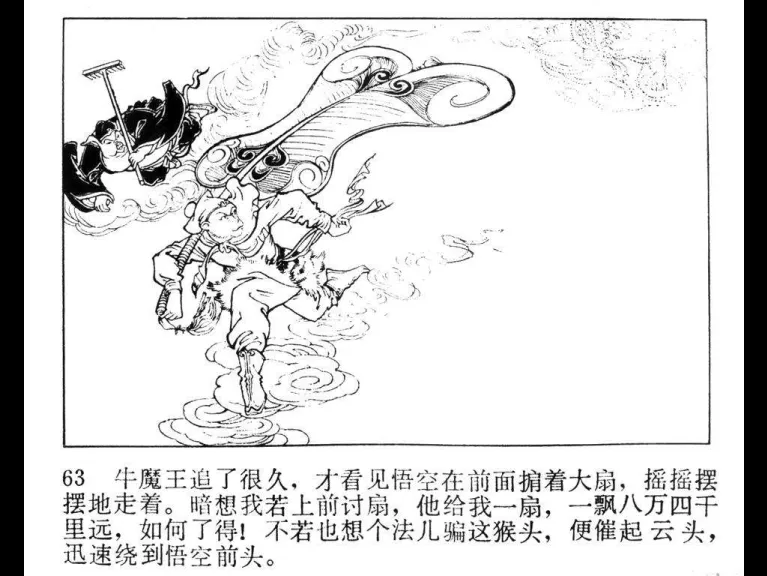 63 牛魔王追了很久，才看见悟空在前面掮着大扇，摇摇摆
摆地走着。暗想我若上前讨扇，他给我一扇，一飘八万四千
里远，如何了得！不若也想个法儿骗这猴头，便催起云头，
迅速绕到悟空前头。